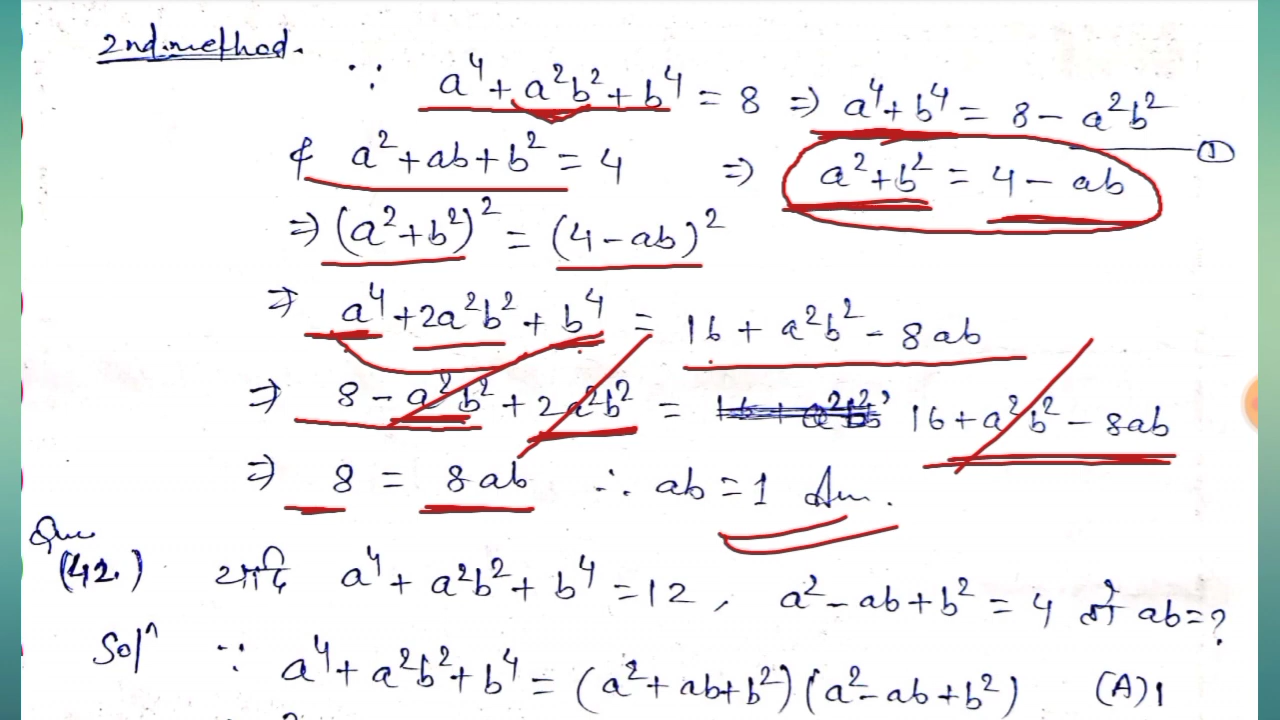 2nd method.
∵ a⁴ + a²b² + b⁴ = 8 ⇒ a⁴ + b⁴ = 8 - a²b² ①
& a² + ab + b² = 4 ⇒ a² + b² = 4 - ab
⇒ (a² + b²)² = (4 - ab)²
⇒ a⁴ + 2a²b² + b⁴ = 16 + a²b² - 8ab
⇒ 8 - a²b² + 2a²b² = 16 + a²b² - 8ab
⇒ 8 = 8ab ∴ ab = 1 Ans.
Que
(42.) यदि a⁴ + a²b² + b⁴ = 12, a² - ab + b² = 4 तो ab = ?
Solⁿ ∵ a⁴ + a²b² + b⁴ = (a² + ab + b²)(a² - ab + b²) (A) 1